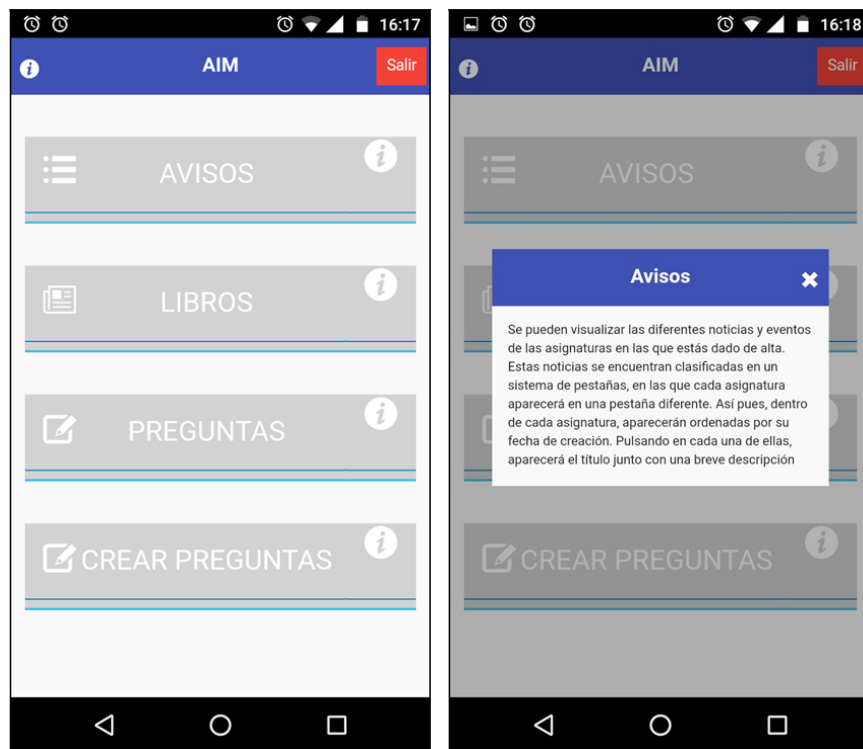 16:17
AIM
Salir
AVISOS
LIBROS
PREGUNTAS
CREAR PREGUNTAS
16:18
AIM
Salir
AVISOS
Avisos
Se pueden visualizar las diferentes noticias y eventos
de las asignaturas en las que estás dado de alta.
Estas noticias se encuentran clasificadas en un
sistema de pestañas, en las que cada asignatura
aparecerá en una pestaña diferente. Así pues, dentro
de cada asignatura, aparecerán ordenadas por su
fecha de creación. Pulsando en cada una de ellas,
aparecerá el título junto con una breve descripción
CREAR PREGUNTAS